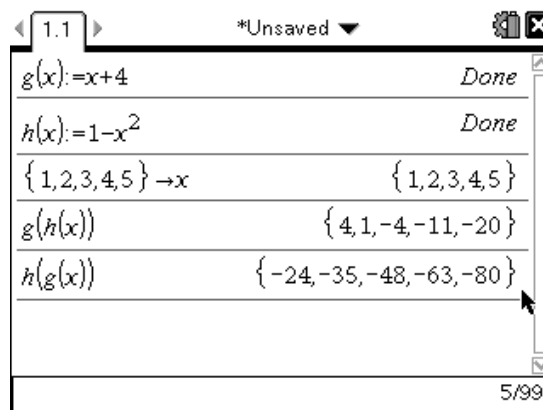 1.1 *Unsaved
g(x):=x+4 Done
h(x):=1-x² Done
{1,2,3,4,5}→x {1,2,3,4,5}
g(h(x)) {4,1,-4,-11,-20}
h(g(x)) {-24,-35,-48,-63,-80}
5/99